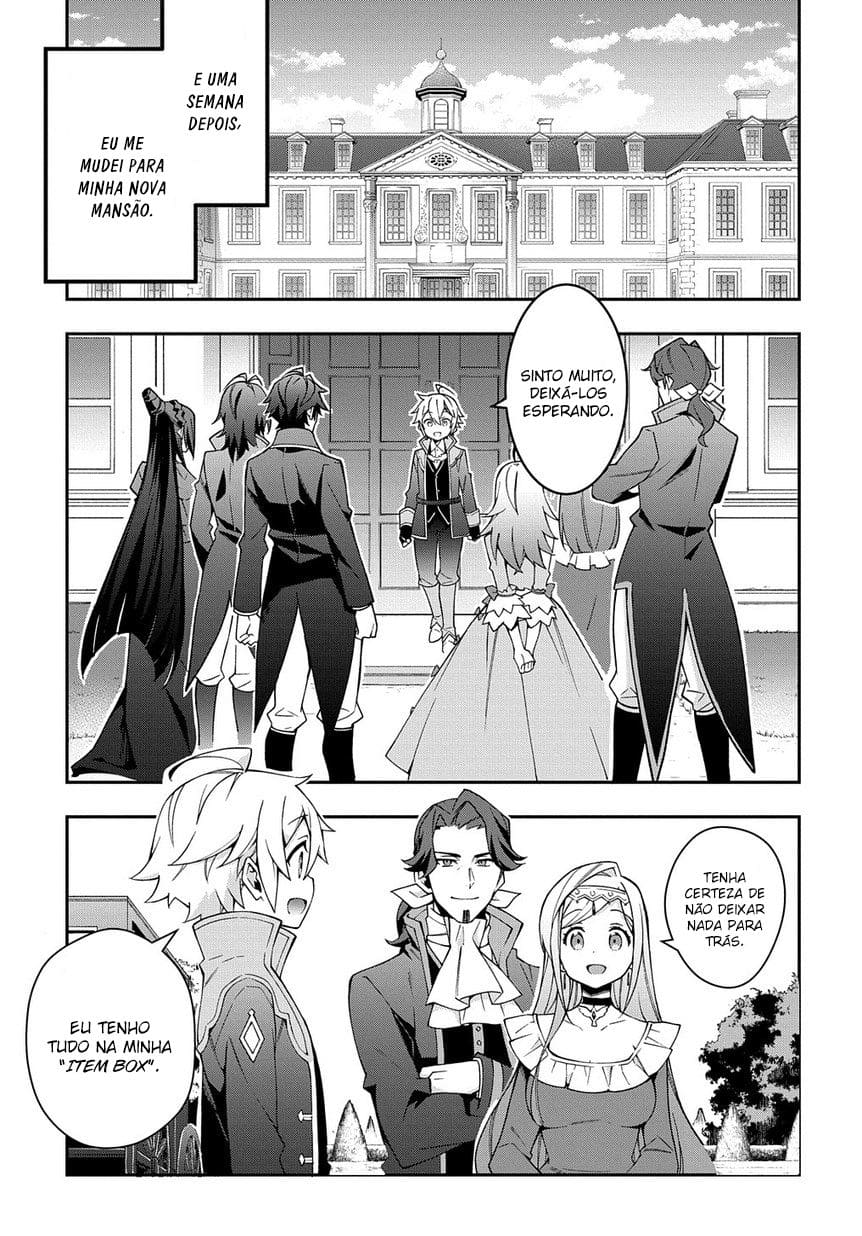 E UMA
SEMANA
DEPOIS,
EU ME
MUDEI PARA
MINHA NOVA
MANSÃO.
SINTO MUITO,
DEIXÁ-LOS
ESPERANDO.
TENHA
CERTEZA DE
NÃO DEIXAR
NADA PARA
TRÁS.
EU TENHO
TUDO NA MINHA
"ITEM BOX".